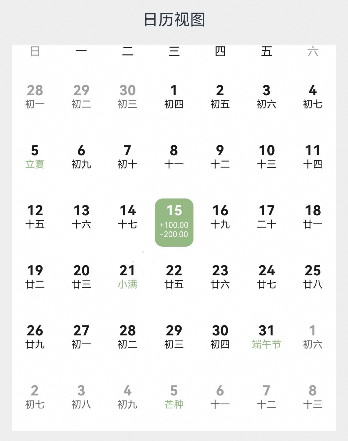 日历视图
日 一 二 三 四 五 六
28 29 30 1 2 3 4
初一 初二 初三 初四 初五 初六 初七
5 6 7 8 9 10 11
立夏 初九 初十 十一 十二 十三 十四
12 13 14 15 16 17 18
十五 十六 十七 +100.00 十九 二十 廿一
-200.00
19 20 21 22 23 24 25
廿二 廿三 小满 廿五 廿六 廿七 廿八
26 27 28 29 30 31 1
廿九 初一 初二 初三 初四 端午节 初六
2 3 4 5 6 7 8
初七 初八 初九 芒种 十一 十二 十三